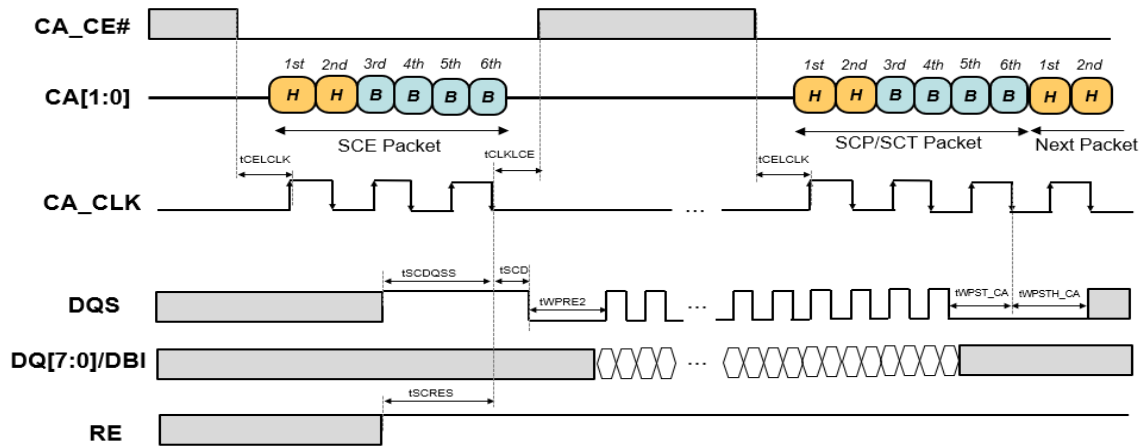 CA_CE#
1st 2nd 3rd 4th 5th 6th 1st 2nd 3rd 4th 5th 6th 1st 2nd
CA[1:0] H H B B B B H H B B B B H H
SCE Packet SCP/SCT Packet Next Packet
tCELCLK tCLKLCE tCELCLK
CA_CLK ...
tSCDQSS tSCD
tWPRE2 tWPST_CA tWPSTH_CA
DQS ...
DQ[7:0]/DBI ...
tSCRES
RE